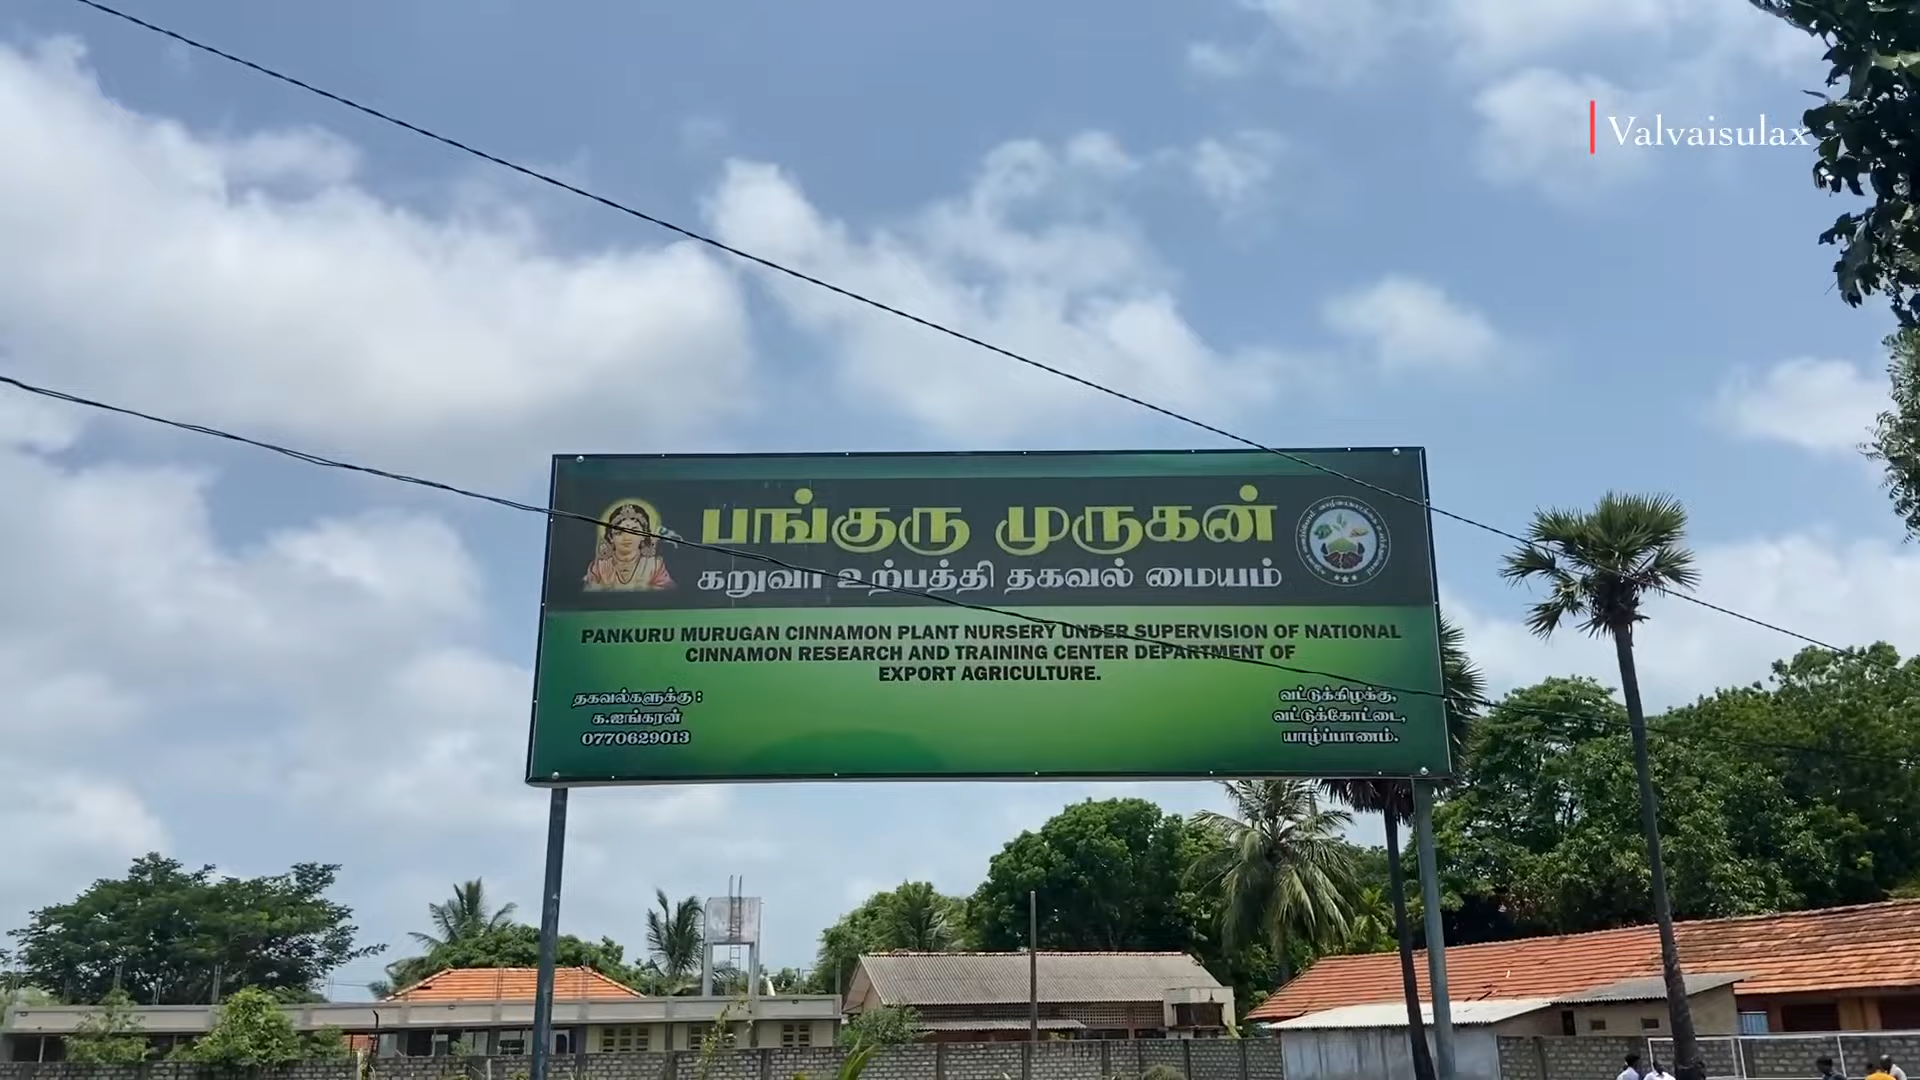 Valvaisulax
பங்குரு முருகன்
கறுவா உற்பத்தி தகவல் மையம்
PANKURU MURUGAN CINNAMON PLANT NURSERY UNDER SUPERVISION OF NATIONAL
CINNAMON RESEARCH AND TRAINING CENTER DEPARTMENT OF
EXPORT AGRICULTURE.
தகவல்களுக்கு :
க.ஐங்கரன்
0770629013
வட்டுக்கிழக்கு,
வட்டுக்கோட்டை,
யாழ்ப்பாணம்.